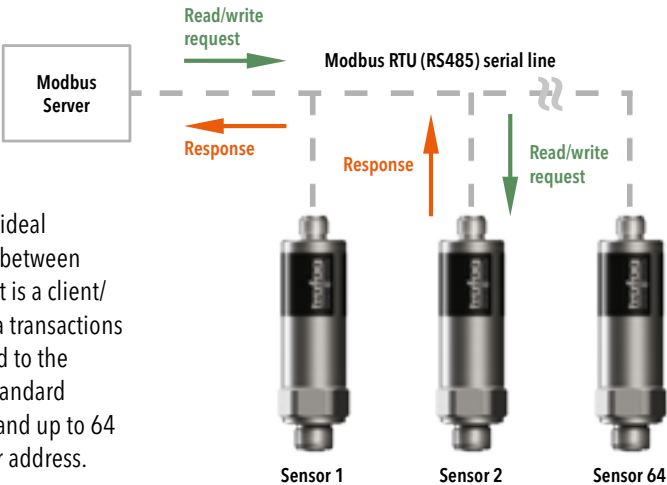 Read/write
request
Modbus RTU (RS485) serial line
Modbus
Server
Response
Response
Read/write
request
ideal
between
t is a client/
a transactions
d to the
andard
and up to 64
r address.
Sensor 1
Sensor 2
Sensor 64